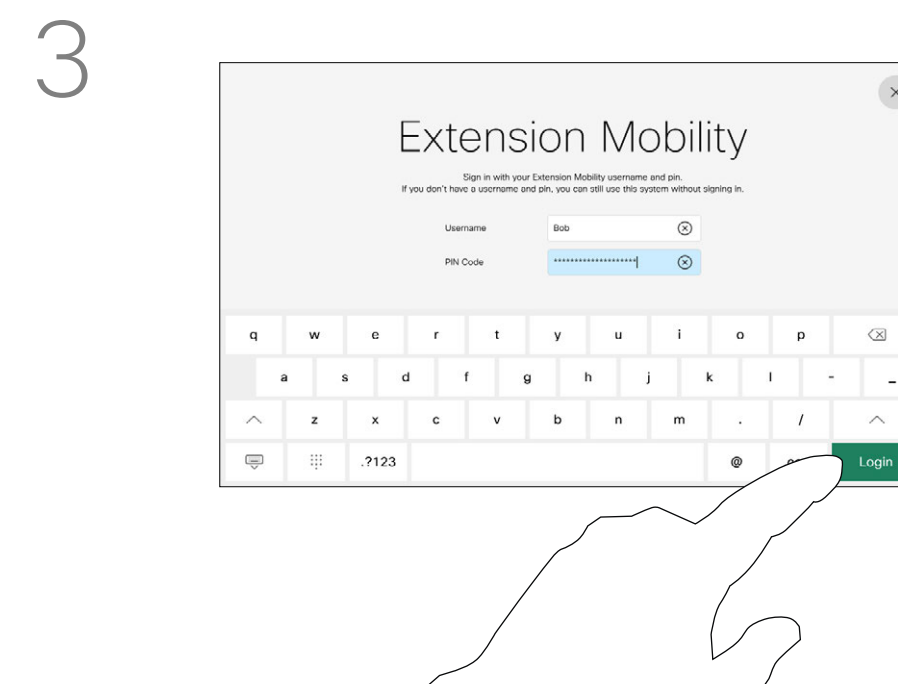 3
Extension Mobility
Sign in with your Extension Mobility username and pin.
If you don't have a username and pin, you can still use this system without signing in.
Username Bob
PIN Code ********************
q w e r t y u i o p
a s d f g h j k l - _
z x c v b n m . /
.?123 @ Login